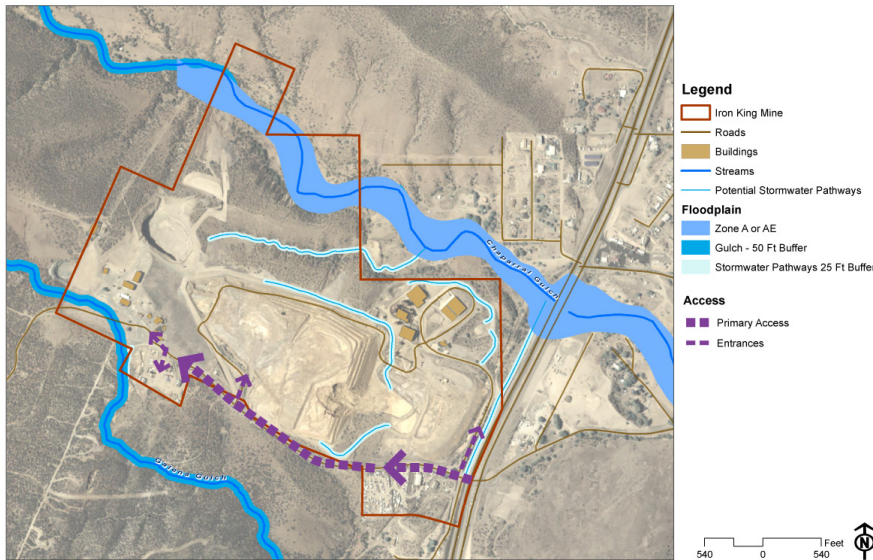 Chaparral Gulch
Galena Gulch
Legend
Iron King Mine
Roads
Buildings
Streams
Potential Stormwater Pathways
Floodplain
Zone A or AE
Gulch - 50 Ft Buffer
Stormwater Pathways 25 Ft Buffer
Access
Primary Access
Entrances
Feet
540 0 540
N